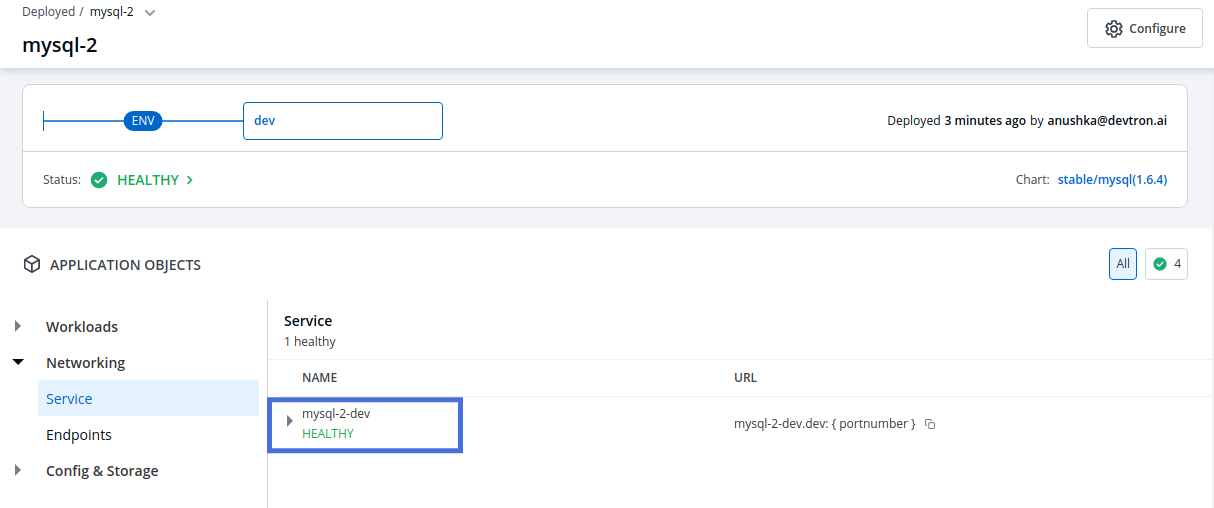 Deployed / mysql-2
mysql-2
Configure
ENV
dev
Deployed 3 minutes ago by anushka@devtron.ai
Status: HEALTHY
Chart: stable/mysql(1.6.4)
APPLICATION OBJECTS
All
4
Workloads
Networking
Service
Endpoints
Config & Storage
Service
1 healthy
NAME URL
mysql-2-dev
HEALTHY
mysql-2-dev.dev: { portnumber }